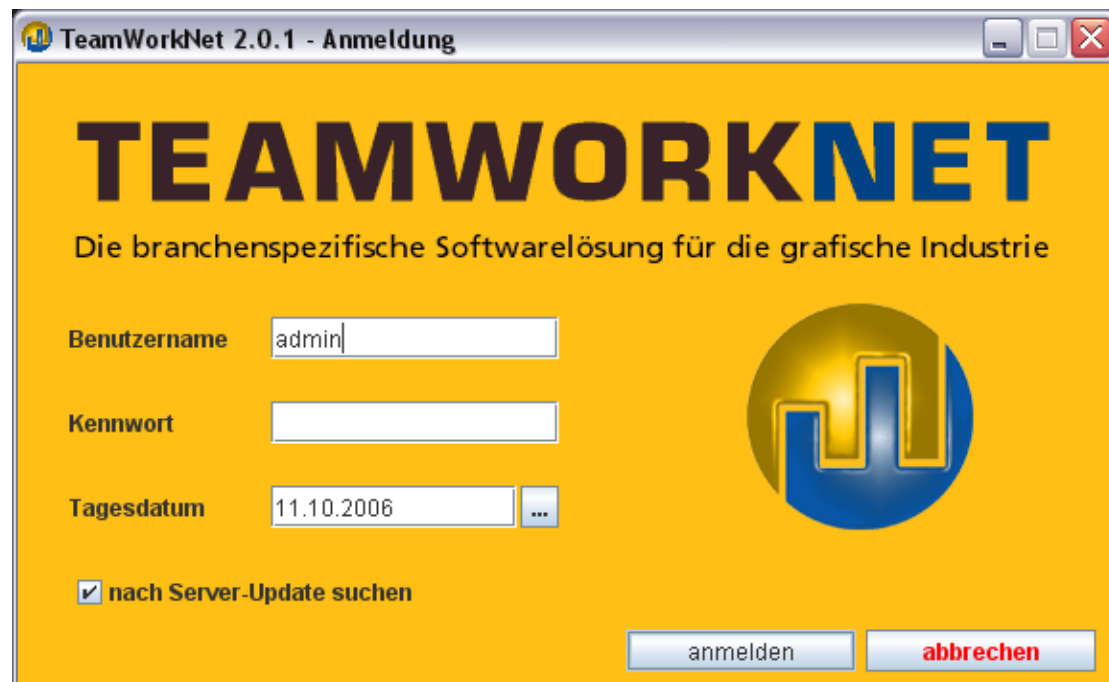 TeamWorkNet 2.0.1 - Anmeldung
TEAMWORKNET
Die branchenspezifische Softwarelösung für die grafische Industrie
Benutzername admin
Kennwort
Tagesdatum 11.10.2006 ...
nach Server-Update suchen
anmelden abbrechen